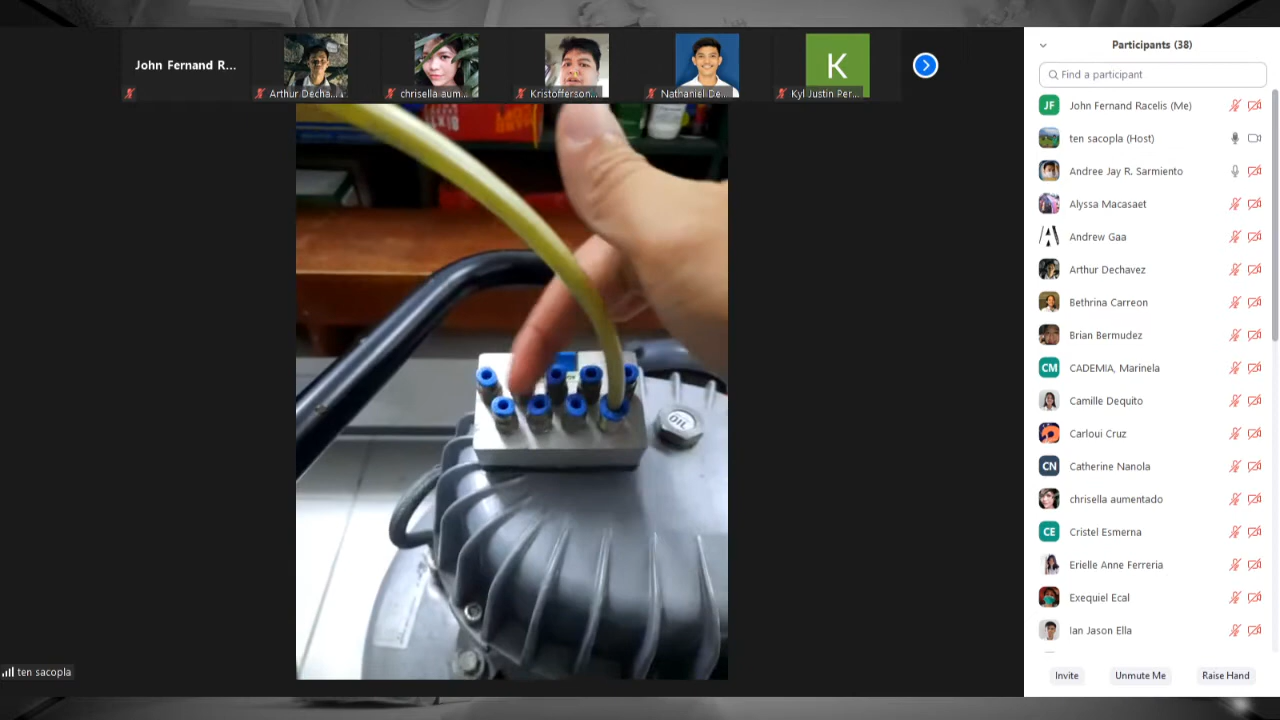 John Fernand R...
Arthur Decha...
chrisella aum...
Kristofferson...
Nathaniel De...
K
Kyl Justin Per...
Participants (38)
Find a participant
JF John Fernand Racelis (Me)
ten sacopla (Host)
Andree Jay R. Sarmiento
Alyssa Macasaet
Andrew Gaa
Arthur Dechavez
Bethrina Carreon
Brian Bermudez
CM CADEMIA, Marinela
Camille Dequito
Carloui Cruz
CN Catherine Nanola
chrisella aumentado
CE Cristel Esmerna
Erielle Anne Ferreria
Exequiel Ecal
Ian Jason Ella
OIL
ten sacopla
Invite
Unmute Me
Raise Hand